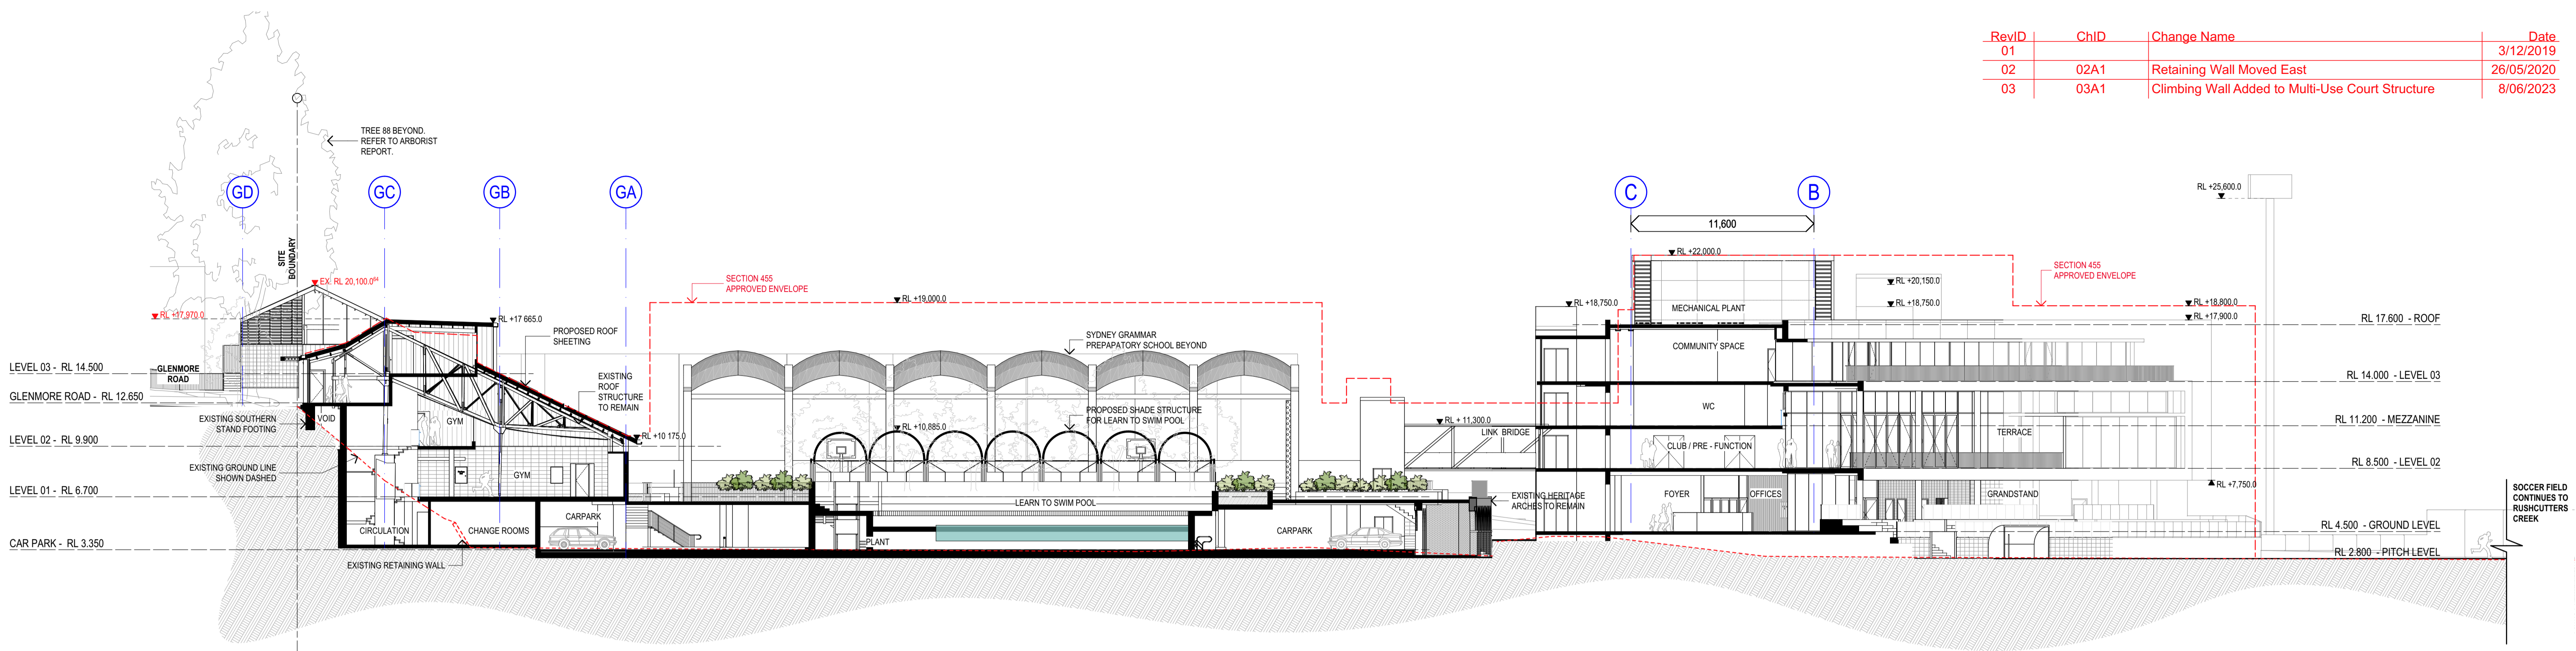 RevID ChID Change Name Date
01 3/12/2019
02 02A1 Retaining Wall Moved East 26/05/2020
03 03A1 Climbing Wall Added to Multi-Use Court Structure 8/06/2023
TREE 88 BEYOND.
REFER TO ARBORIST
REPORT.
GD
GC
GB
GA
C
B
11,600
SITE
BOUNDARY
RL +25,600.0
EX. RL 20,100.0
RL +17,970.0
RL +17 665.0
SECTION 455
APPROVED ENVELOPE
RL +19,000.0
RL +18,750.0
RL +22,000.0
MECHANICAL PLANT
RL +20,150.0
RL +18,750.0
SECTION 455
APPROVED ENVELOPE
RL +18,800.0
RL +17,900.0
RL 17.600 - ROOF
PROPOSED ROOF
SHEETING
SYDNEY GRAMMAR
PREPAPATORY SCHOOL BEYOND
COMMUNITY SPACE
LEVEL 03 - RL 14.500
GLENMORE
ROAD
EXISTING
ROOF
STRUCTURE
TO REMAIN
RL 14.000 - LEVEL 03
GLENMORE ROAD - RL 12.650
EXISTING SOUTHERN
STAND FOOTING
VOID
GYM
PROPOSED SHADE STRUCTURE
FOR LEARN TO SWIM POOL
RL +10,885.0
RL + 11,300.0
LINK BRIDGE
WC
TERRACE
RL 11.200 - MEZZANINE
LEVEL 02 - RL 9.900
RL +10 175.0
CLUB / PRE - FUNCTION
EXISTING GROUND LINE
SHOWN DASHED
GYM
RL 8.500 - LEVEL 02
LEVEL 01 - RL 6.700
LEARN TO SWIM POOL
EXISTING HERITAGE
ARCHES TO REMAIN
FOYER
OFFICES
GRANDSTAND
RL +7,750.0
SOCCER FIELD
CONTINUES TO
RUSHCUTTERS
CREEK
CIRCULATION
CHANGE ROOMS
CARPARK
PLANT
CARPARK
RL 4.500 - GROUND LEVEL
CAR PARK - RL 3.350
EXISTING RETAINING WALL
RL 2.800 - PITCH LEVEL